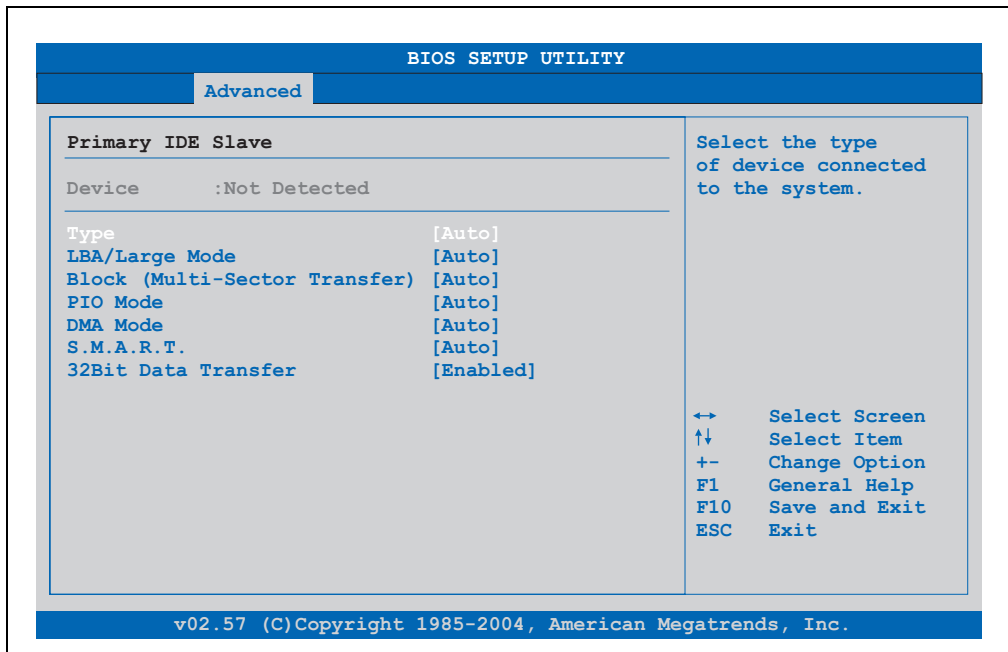 BIOS SETUP UTILITY
Advanced
Primary IDE Slave
Device :Not Detected
Type [Auto]
LBA/Large Mode [Auto]
Block (Multi-Sector Transfer) [Auto]
PIO Mode [Auto]
DMA Mode [Auto]
S.M.A.R.T. [Auto]
32Bit Data Transfer [Enabled]
Select the type
of device connected
to the system.
↔ Select Screen
↑↓ Select Item
+- Change Option
F1 General Help
F10 Save and Exit
ESC Exit
v02.57 (C)Copyright 1985-2004, American Megatrends, Inc.